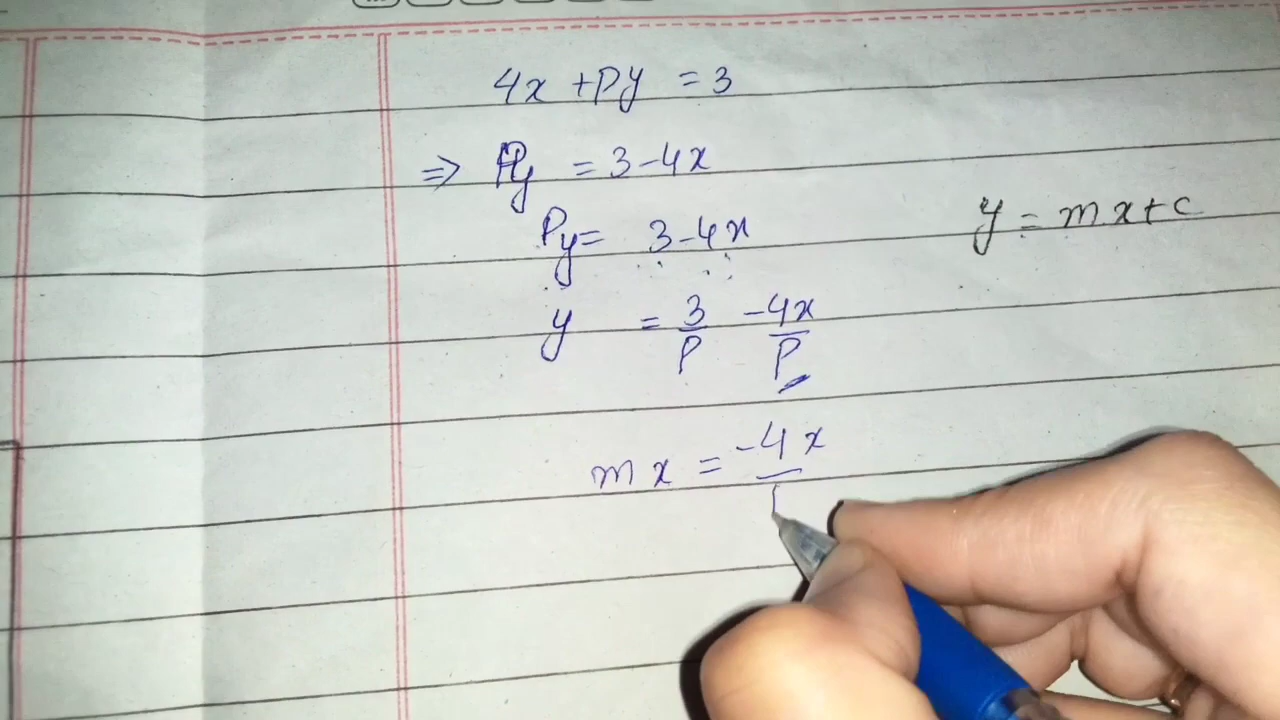 4x + py = 3
⇒ Py = 3 - 4x
Py = 3 - 4x
y = mx + c
y = 3/P - 4x/P
mx = -4x/